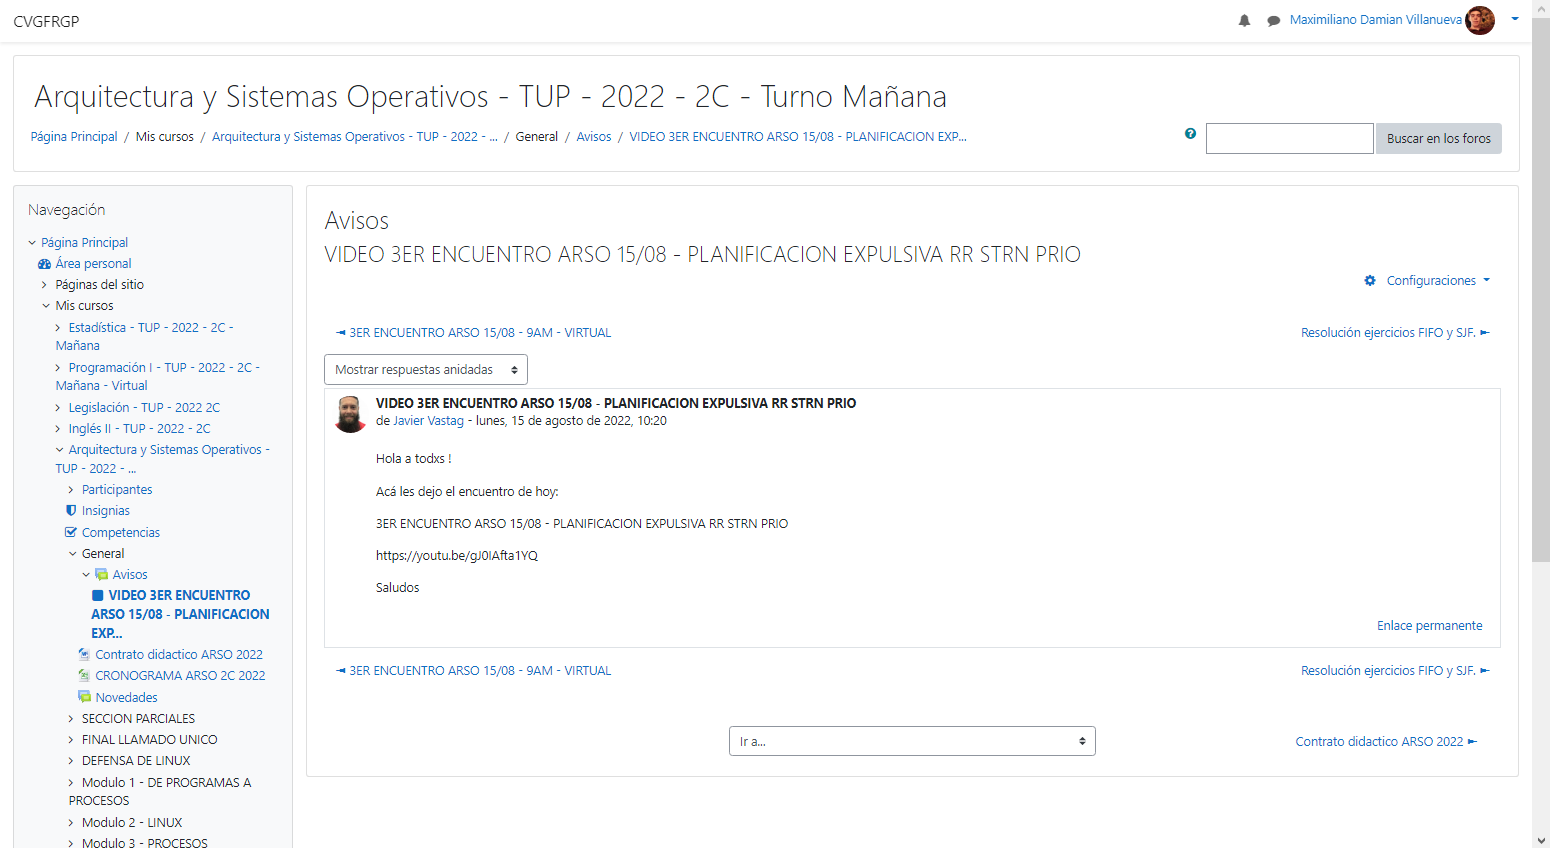 CVGFRGP
Maximiliano Damian Villanueva
Arquitectura y Sistemas Operativos - TUP - 2022 - 2C - Turno Mañana
Página Principal / Mis cursos / Arquitectura y Sistemas Operativos - TUP - 2022 - ... / General / Avisos / VIDEO 3ER ENCUENTRO ARSO 15/08 - PLANIFICACION EXP...
Buscar en los foros
Navegación
Página Principal
Área personal
Páginas del sitio
Mis cursos
Estadística - TUP - 2022 - 2C -
Mañana
Programación I - TUP - 2022 - 2C -
Mañana - Virtual
Legislación - TUP - 2022 2C
Inglés II - TUP - 2022 - 2C
Arquitectura y Sistemas Operativos -
TUP - 2022 - ...
Participantes
Insignias
Competencias
General
Avisos
VIDEO 3ER ENCUENTRO
ARSO 15/08 - PLANIFICACION
EXP...
Contrato didactico ARSO 2022
CRONOGRAMA ARSO 2C 2022
Novedades
SECCION PARCIALES
FINAL LLAMADO UNICO
DEFENSA DE LINUX
Modulo 1 - DE PROGRAMAS A
PROCESOS
Modulo 2 - LINUX
Modulo 3 - PROCESOS
Avisos
VIDEO 3ER ENCUENTRO ARSO 15/08 - PLANIFICACION EXPULSIVA RR STRN PRIO
Configuraciones
◄ 3ER ENCUENTRO ARSO 15/08 - 9AM - VIRTUAL
Resolución ejercicios FIFO y SJF. ►
Mostrar respuestas anidadas
VIDEO 3ER ENCUENTRO ARSO 15/08 - PLANIFICACION EXPULSIVA RR STRN PRIO
de Javier Vastag - lunes, 15 de agosto de 2022, 10:20
Hola a todxs !
Acá les dejo el encuentro de hoy:
3ER ENCUENTRO ARSO 15/08 - PLANIFICACION EXPULSIVA RR STRN PRIO
https://youtu.be/gJ0IAfta1YQ
Saludos
Enlace permanente
◄ 3ER ENCUENTRO ARSO 15/08 - 9AM - VIRTUAL
Resolución ejercicios FIFO y SJF. ►
Ir a...
Contrato didactico ARSO 2022 ►